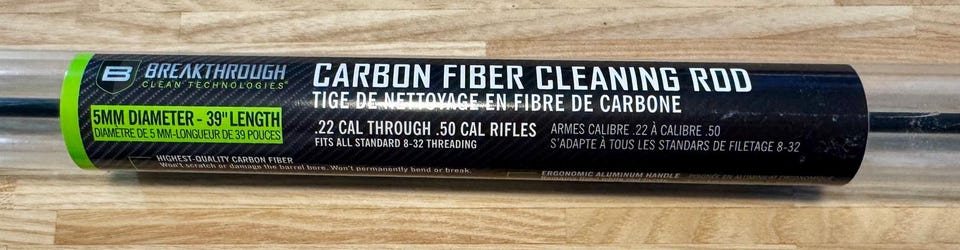 B BREAKTHROUGH
CLEAN TECHNOLOGIES
5MM DIAMETER - 39" LENGTH
DIAMÈTRE DE 5 MM-LONGUEUR DE 39 POUCES
CARBON FIBER CLEANING ROD
TIGE DE NETTOYAGE EN FIBRE DE CARBONE
.22 CAL THROUGH .50 CAL RIFLES
FITS ALL STANDARD 8-32 THREADING
ARMES CALIBRE .22 À CALIBRE .50
S'ADAPTE À TOUS LES STANDARS DE FILETAGE 8-32
HIGHEST-QUALITY CARBON FIBER
Won't scratch or damage the barrel bore. Won't permanently bend or break.
ERGONOMIC ALUMINUM HANDLE